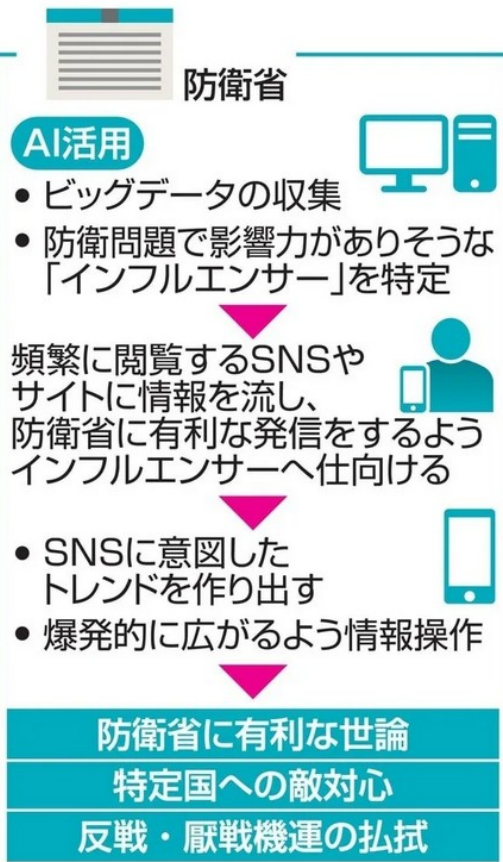 防衛省
AI活用
• ビッグデータの収集
• 防衛問題で影響力がありそうな
「インフルエンサー」を特定
頻繁に閲覧するSNSや
サイトに情報を流し、
防衛省に有利な発信をするよう
インフルエンサーへ仕向ける
• SNSに意図した
トレンドを作り出す
• 爆発的に広がるよう情報操作
防衛省に有利な世論
特定国への敵対心
反戦・厭戦機運の払拭